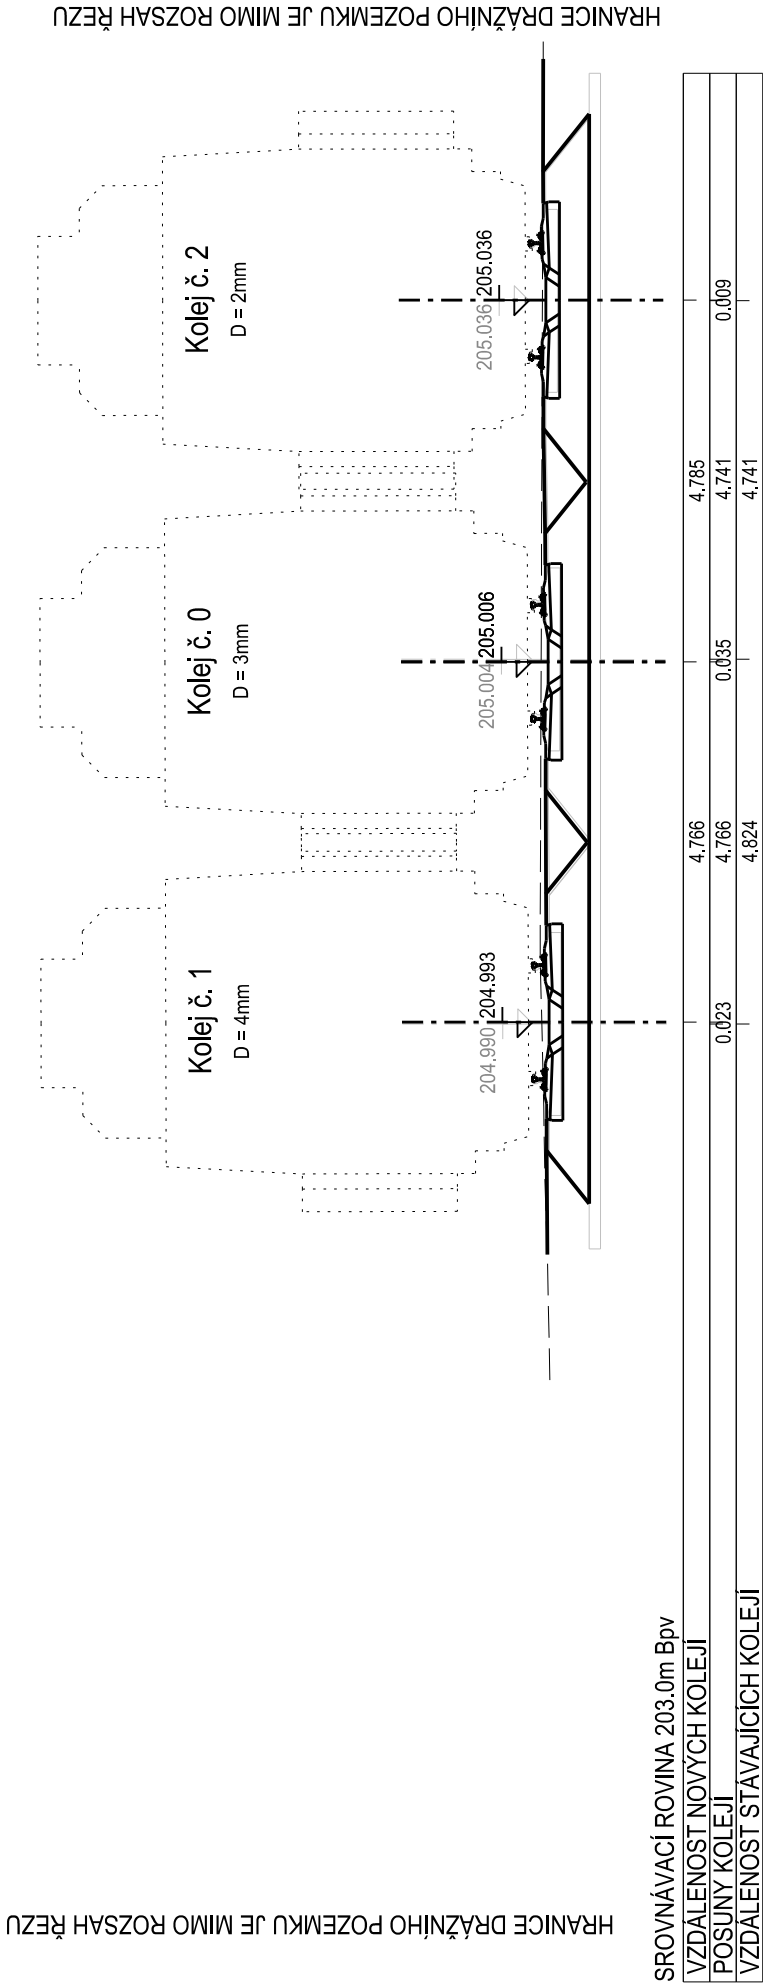 HRANICE DRÁŽNÍHO POZEMKU JE MIMO ROZSAH ŘEZU
Kolej č. 1
D = 4mm
204.990 204.993
Kolej č. 0
D = 3mm
205.004 205.006
Kolej č. 2
D = 2mm
205.036 205.036
HRANICE DRÁŽNÍHO POZEMKU JE MIMO ROZSAH ŘEZU
SROVNÁVACÍ ROVINA 203.0m Bpv
VZDÁLENOST NOVÝCH KOLEJÍ 4.766 4.785
POSUNY KOLEJÍ 0.023 4.766 0.035 4.741 0.009
VZDÁLENOST STÁVAJÍCÍCH KOLEJÍ 4.824 4.741